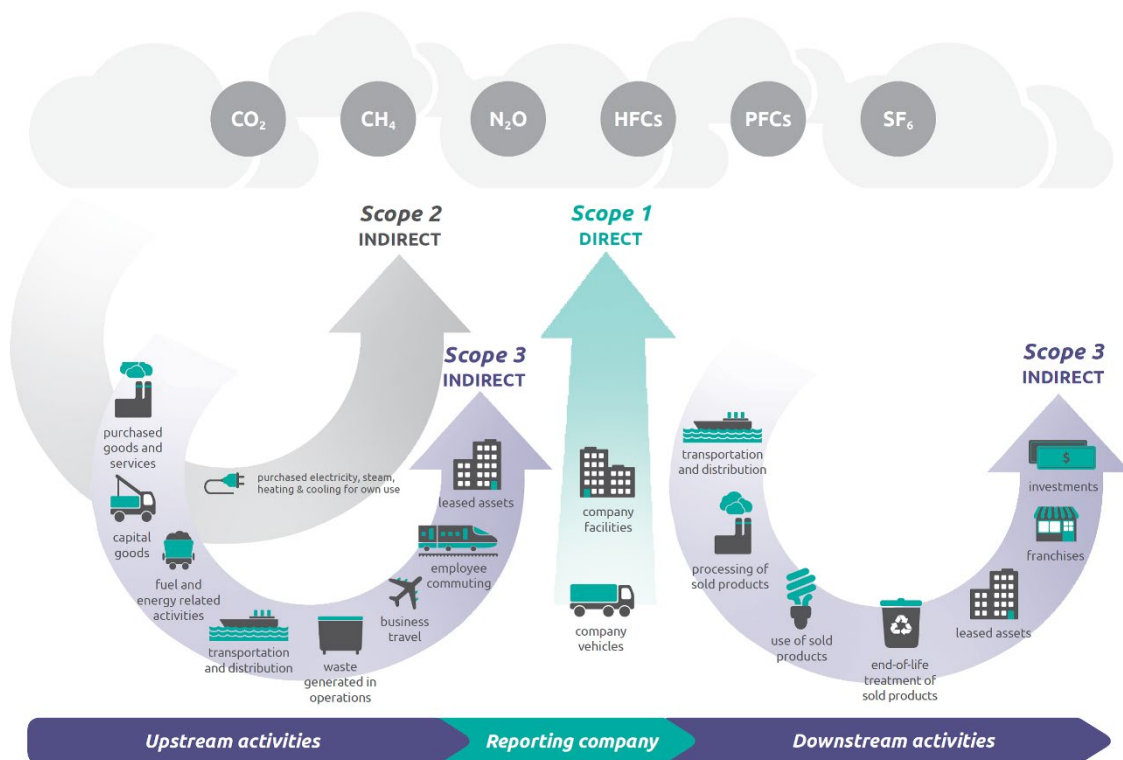 CO₂
CH₄
N₂O
HFCs
PFCs
SF₆
Scope 2
INDIRECT
Scope 1
DIRECT
Scope 3
INDIRECT
Scope 3
INDIRECT
purchased
goods and
services
capital
goods
fuel and
energy related
activities
transportation
and distribution
waste
generated in
operations
business
travel
employee
commuting
leased assets
purchased electricity, steam,
heating & cooling for own use
company
facilities
company
vehicles
transportation
and distribution
processing of
sold products
use of sold
products
end-of-life
treatment of
sold products
leased assets
franchises
$
investments
Upstream activities
Reporting company
Downstream activities